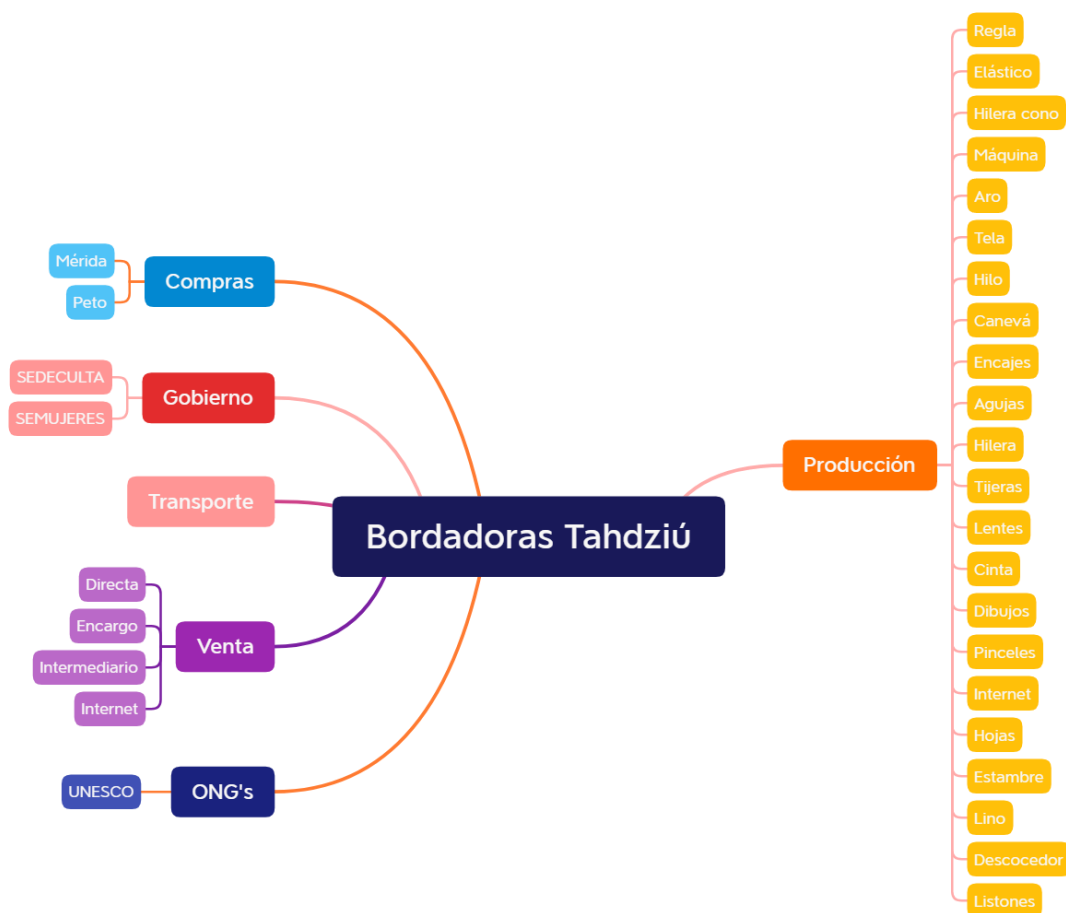 Bordadoras Tahdziú
Compras
Mérida
Peto
Gobierno
SEDECULTA
SEMUJERES
Transporte
Venta
Directa
Encargo
Intermediario
Internet
ONG's
UNESCO
Producción
Regla
Elástico
Hilera cono
Máquina
Aro
Tela
Hilo
Canevá
Encajes
Agujas
Hilera
Tijeras
Lentes
Cinta
Dibujos
Pinceles
Internet
Hojas
Estambre
Lino
Descocedor
Listones